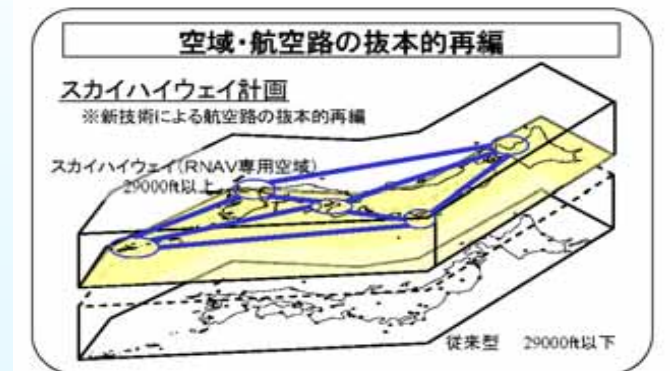 空域・航空路の抜本的再編
スカイハイウェイ計画
※新技術による航空路の抜本的再編
スカイハイウェイ(RNAV専用空域)
29000ft以上
従来型 29000ft以下